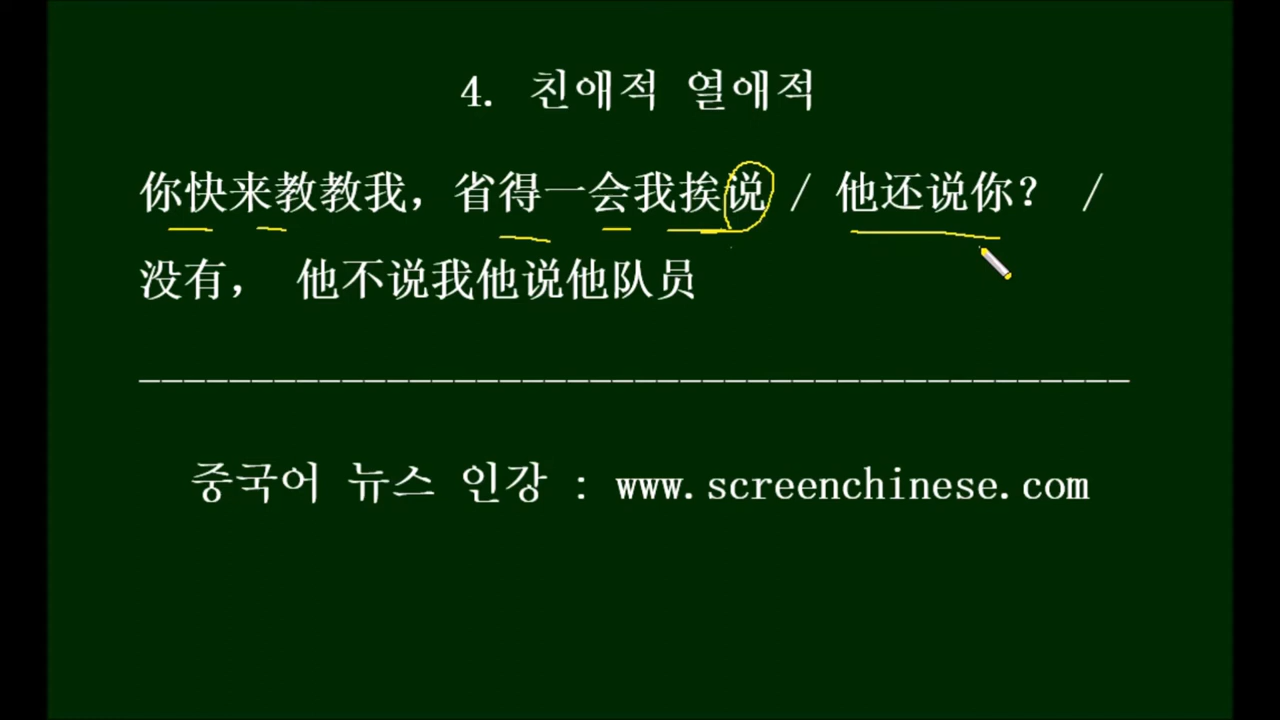 4. 친애적 열애적
你快来教教我，省得一会我挨说 / 他还说你？ /
没有， 他不说我他说他队员
중국어 뉴스 인강 : www.screenchinese.com